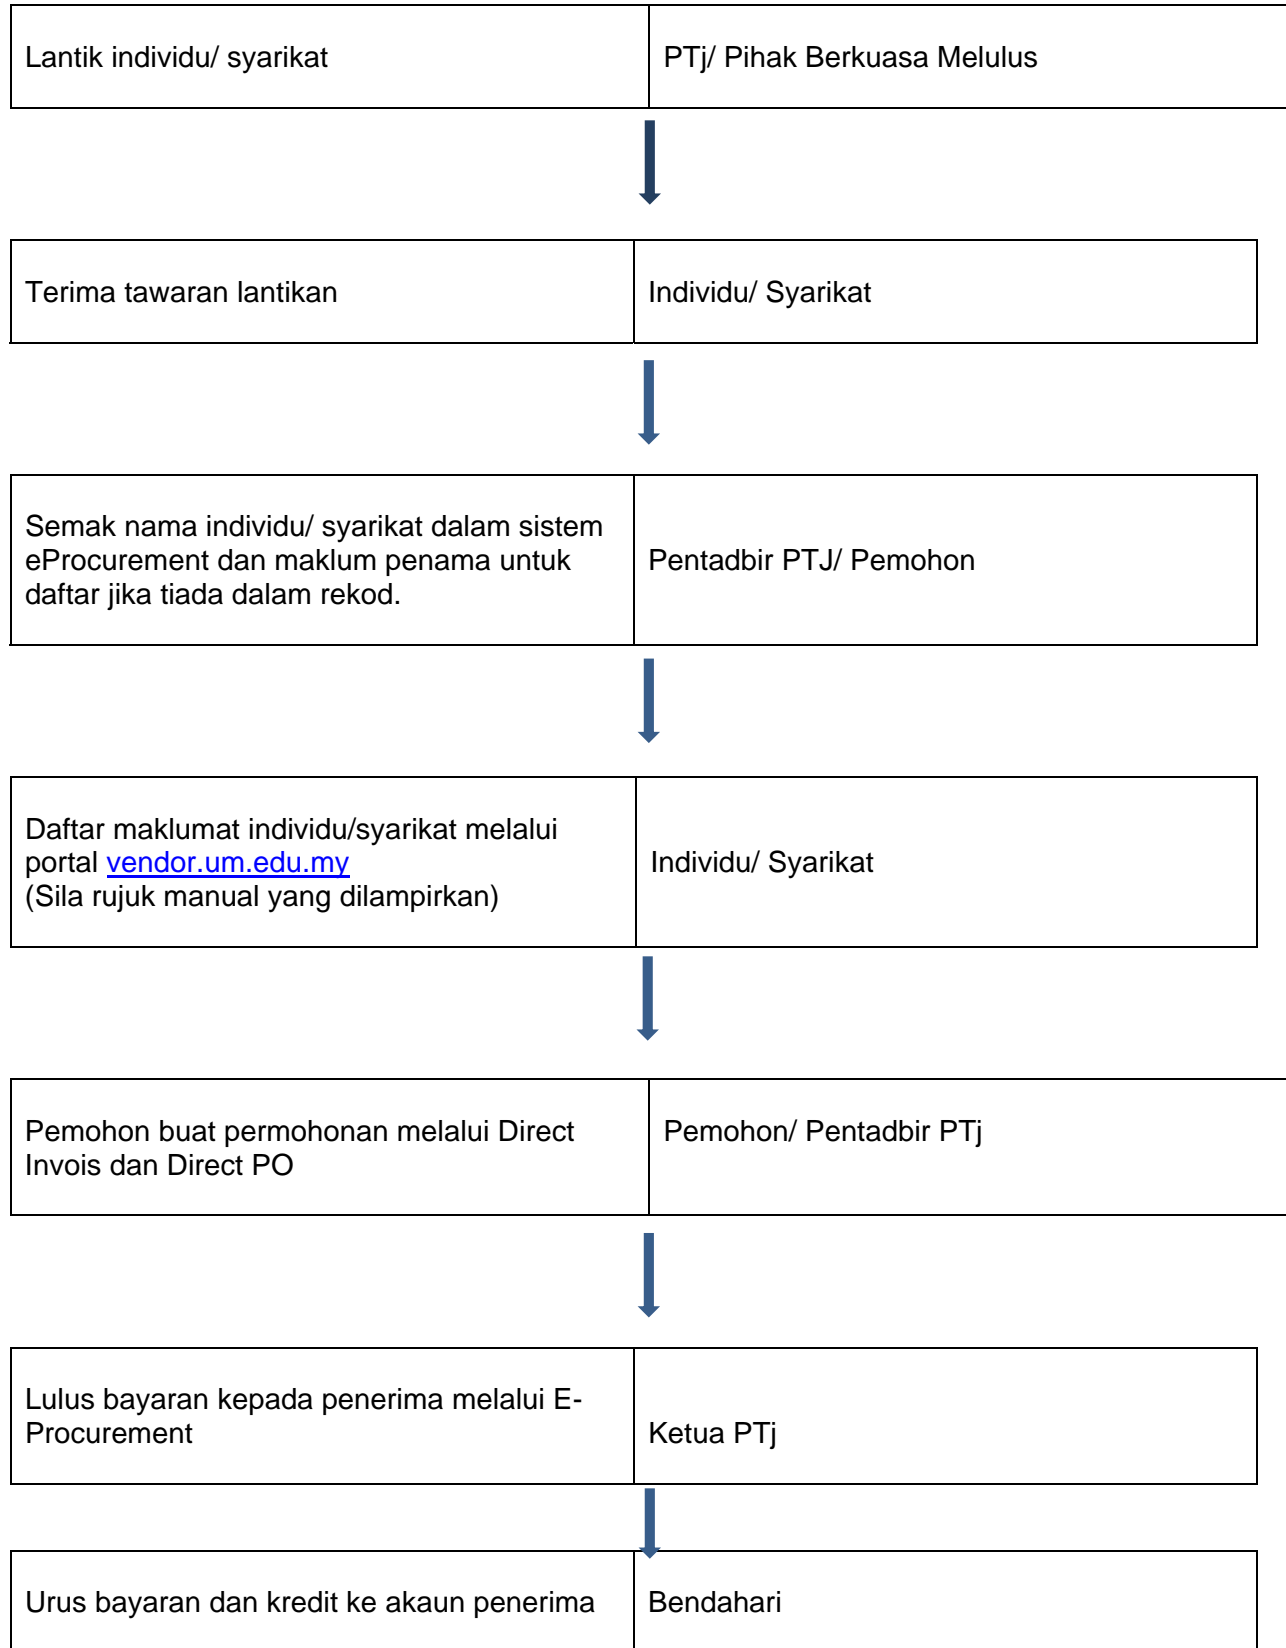 Lantik individu/ syarikat
PTj/ Pihak Berkuasa Melulus
Terima tawaran lantikan
Individu/ Syarikat
Semak nama individu/ syarikat dalam sistem
eProcurement dan maklum penama untuk
daftar jika tiada dalam rekod.
Pentadbir PTJ/ Pemohon
Daftar maklumat individu/syarikat melalui
portal vendor.um.edu.my
(Sila rujuk manual yang dilampirkan)
Individu/ Syarikat
Pemohon buat permohonan melalui Direct
Invois dan Direct PO
Pemohon/ Pentadbir PTj
Lulus bayaran kepada penerima melalui E-
Procurement
Ketua PTj
Urus bayaran dan kredit ke akaun penerima
Bendahari